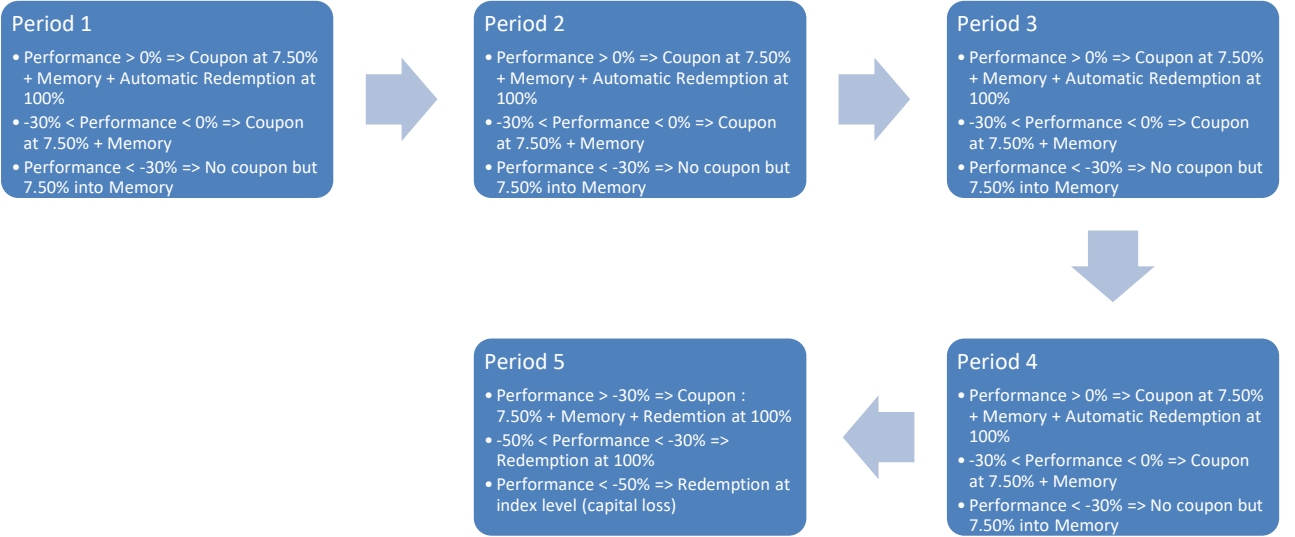 Period 1
• Performance > 0% => Coupon at 7.50%
+ Memory + Automatic Redemption at
100%
• -30% < Performance < 0% => Coupon
at 7.50% + Memory
• Performance < -30% => No coupon but
7.50% into Memory
Period 2
• Performance > 0% => Coupon at 7.50%
+ Memory + Automatic Redemption at
100%
• -30% < Performance < 0% => Coupon
at 7.50% + Memory
• Performance < -30% => No coupon but
7.50% into Memory
Period 3
• Performance > 0% => Coupon at 7.50%
+ Memory + Automatic Redemption at
100%
• -30% < Performance < 0% => Coupon
at 7.50% + Memory
• Performance < -30% => No coupon but
7.50% into Memory
Period 4
• Performance > 0% => Coupon at 7.50%
+ Memory + Automatic Redemption at
100%
• -30% < Performance < 0% => Coupon
at 7.50% + Memory
• Performance < -30% => No coupon but
7.50% into Memory
Period 5
• Performance > -30% => Coupon :
7.50% + Memory + Redemtion at 100%
• -50% < Performance < -30% =>
Redemption at 100%
• Performance < -50% => Redemption at
index level (capital loss)